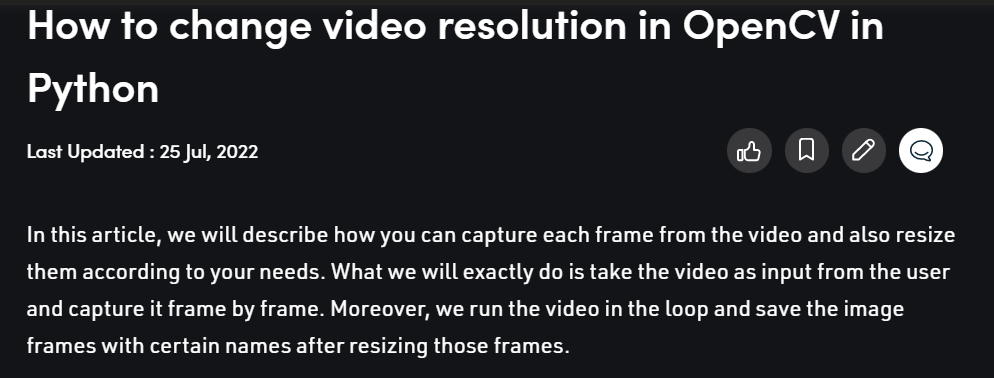 How to change video resolution in OpenCV in
Python
Last Updated : 25 Jul, 2022
In this article, we will describe how you can capture each frame from the video and also resize
them according to your needs. What we will exactly do is take the video as input from the user
and capture it frame by frame. Moreover, we run the video in the loop and save the image
frames with certain names after resizing those frames.